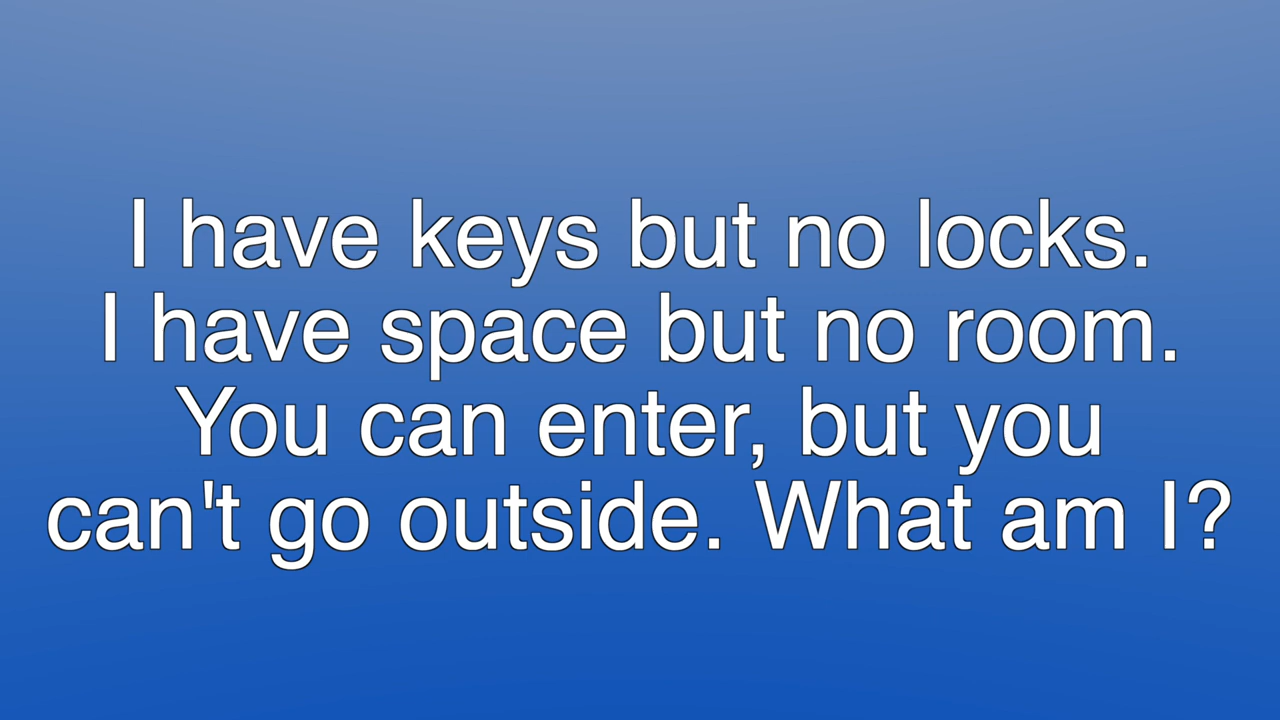 I have keys but no locks.
I have space but no room.
You can enter, but you
can't go outside. What am I?